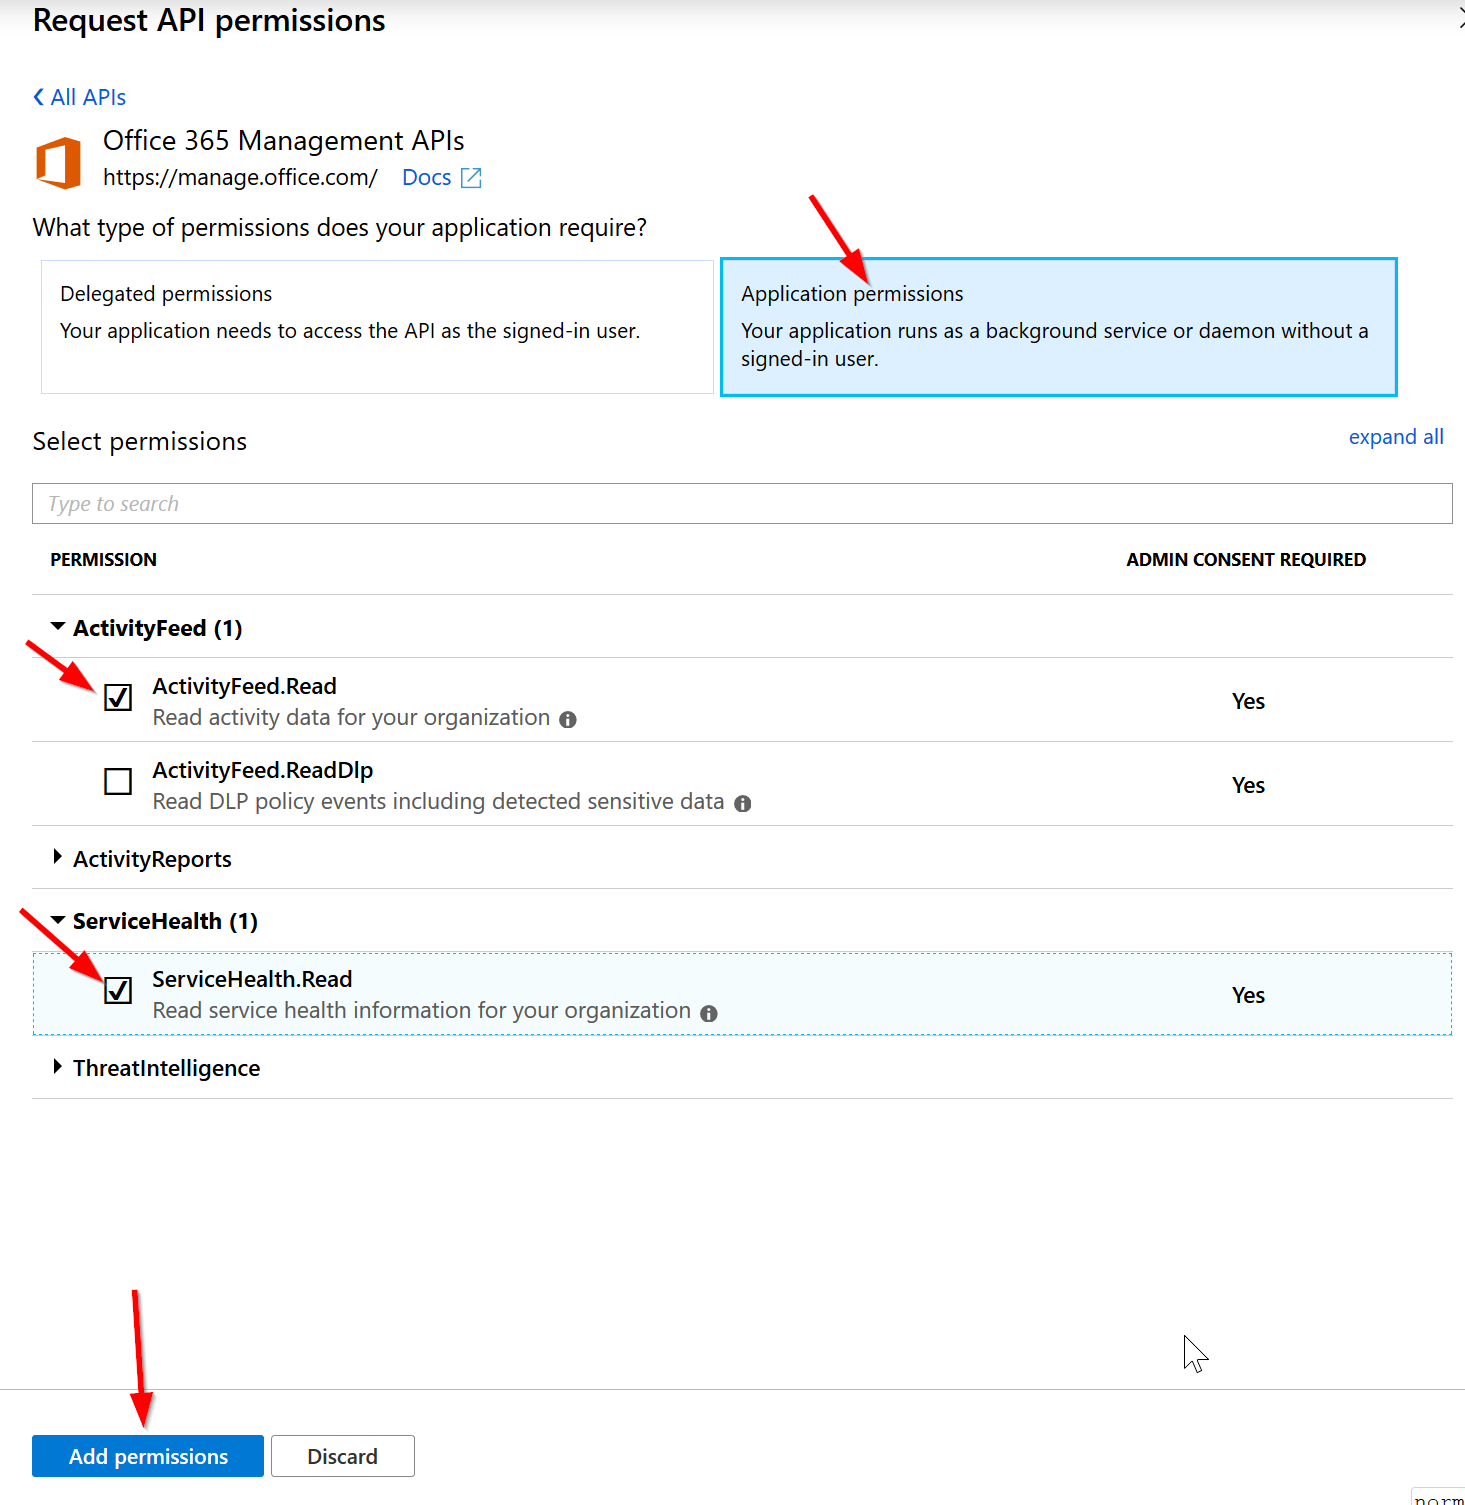 Request API permissions
All APIs
Office 365 Management APIs
https://manage.office.com/ Docs
What type of permissions does your application require?
Delegated permissions
Your application needs to access the API as the signed-in user.
Application permissions
Your application runs as a background service or daemon without a
signed-in user.
Select permissions
expand all
Type to search
PERMISSION ADMIN CONSENT REQUIRED
ActivityFeed (1)
ActivityFeed.Read
Read activity data for your organization
Yes
ActivityFeed.ReadDlp
Read DLP policy events including detected sensitive data
Yes
ActivityReports
ServiceHealth (1)
ServiceHealth.Read
Read service health information for your organization
Yes
ThreatIntelligence
Add permissions Discard